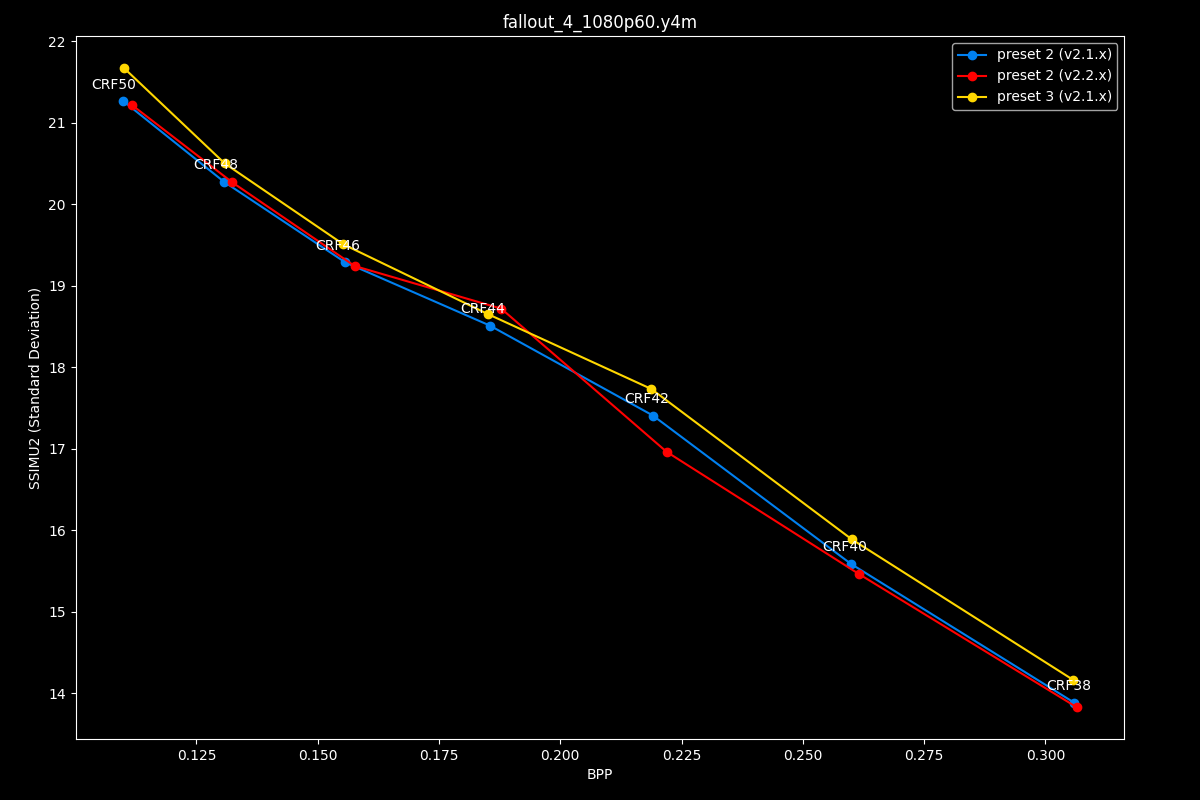 fallout_4_1080p60.y4m
preset 2 (v2.1.x)
preset 2 (v2.2.x)
preset 3 (v2.1.x)
SSIMU2 (Standard Deviation)
22
21
20
19
18
17
16
15
14
CRF50
CRF48
CRF46
CRF44
CRF42
CRF40
CRF38
0.125
0.150
0.175
0.200
0.225
0.250
0.275
0.300
BPP